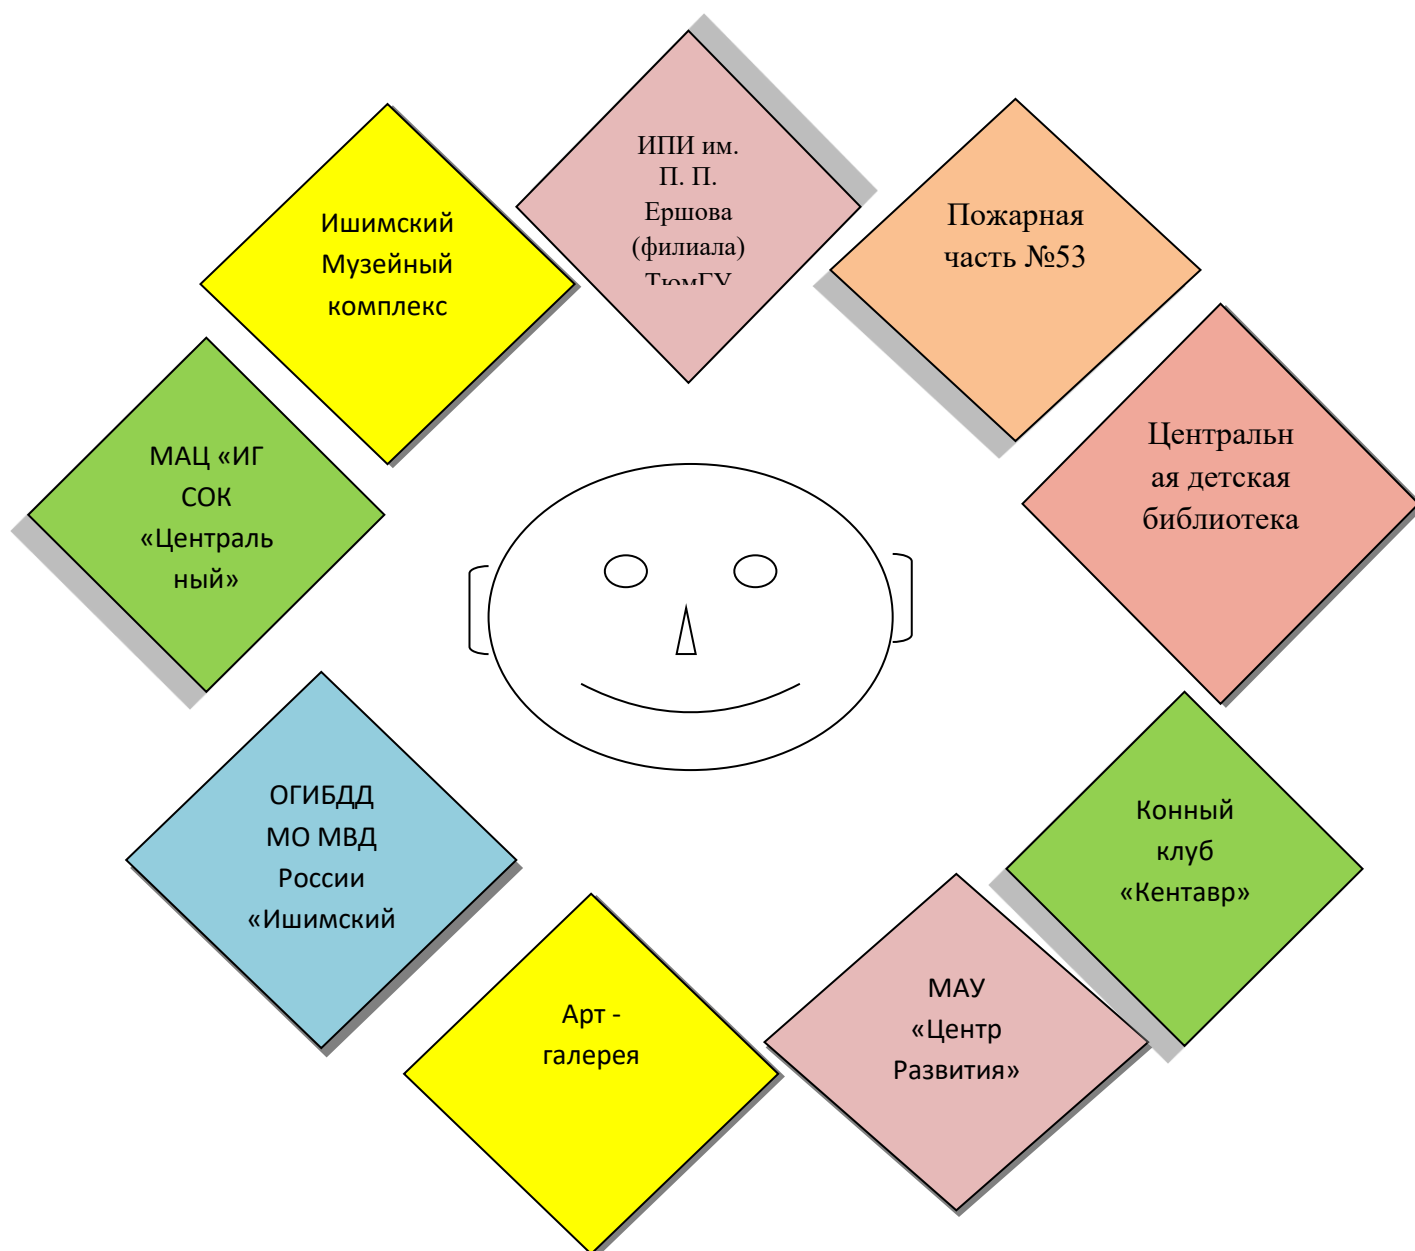 ИПИ им.
П. П.
Ершова
(филиала)
ТюмГУ
Ишимский
Музейный
комплекс
Пожарная
часть №53
МАЦ «ИГ
СОК
«Централь
ный»
Центральн
ая детская
библиотека
ОГИБДД
МО МВД
России
«Ишимский
Конный
клуб
«Кентавр»
Арт -
галерея
МАУ
«Центр
Развития»